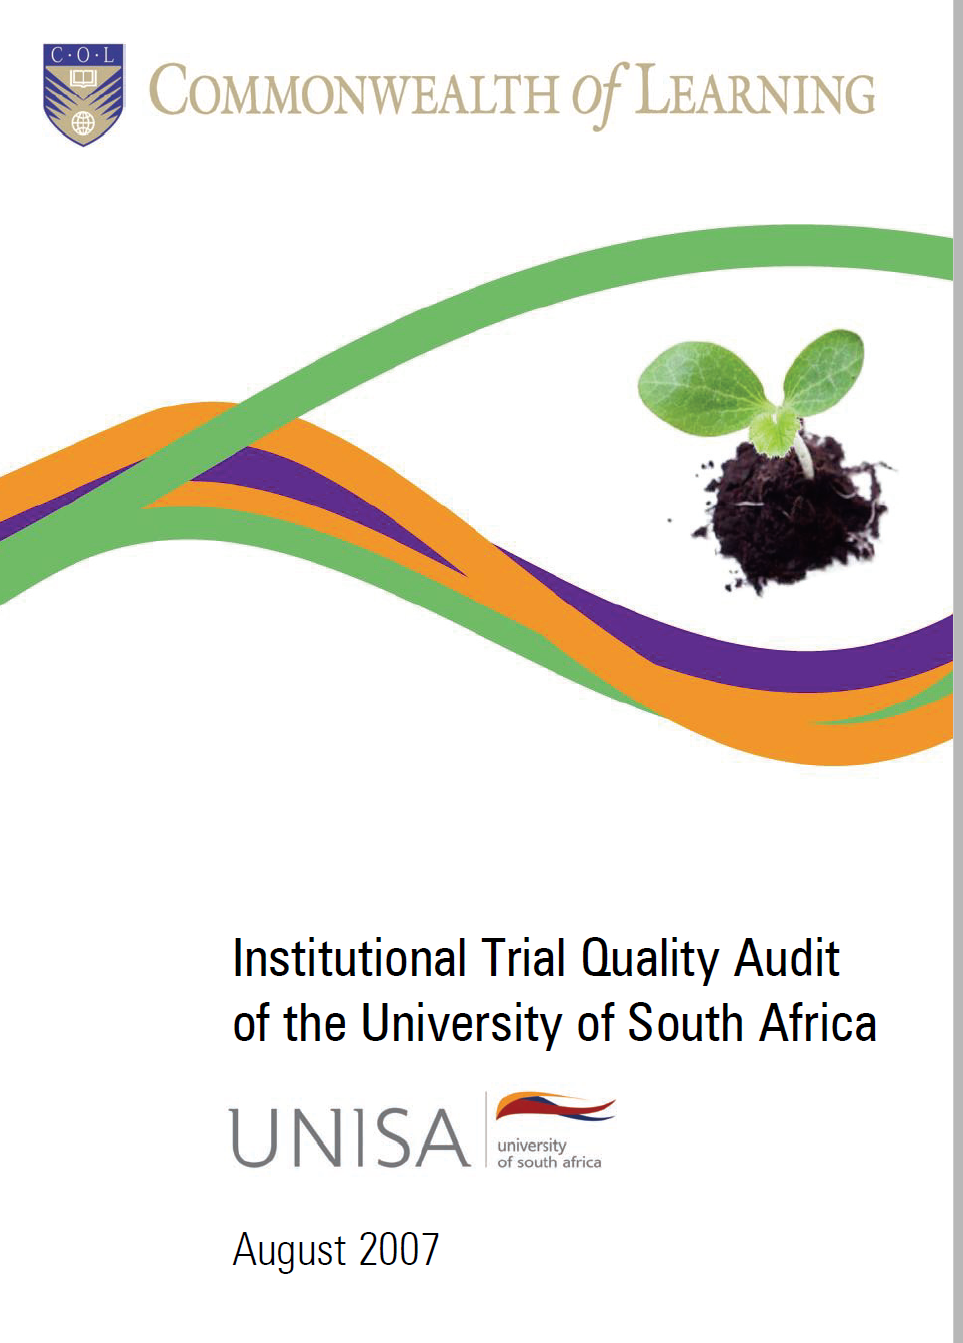 C·O·L
COMMONWEALTH of LEARNING
Institutional Trial Quality Audit
of the University of South Africa
UNISA
university
of south africa
August 2007